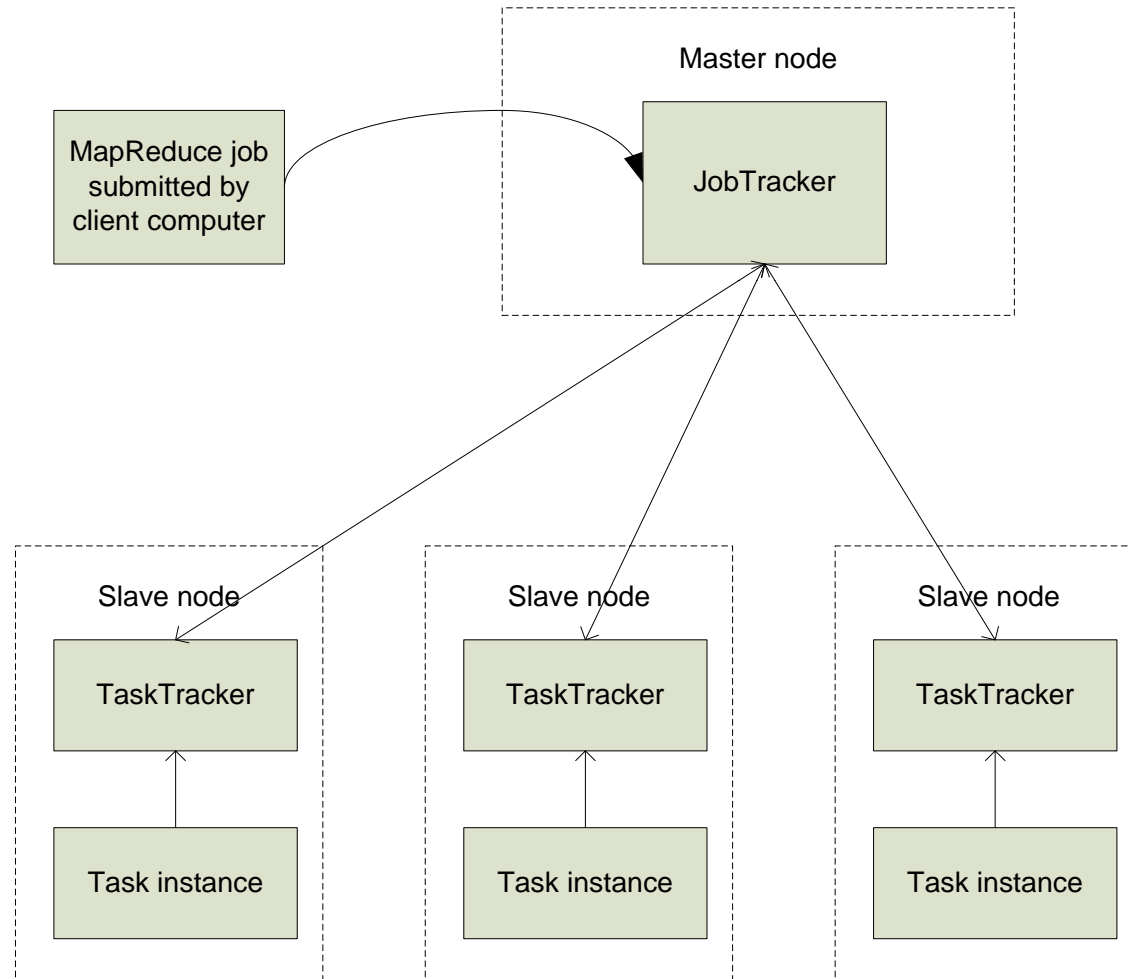 Master node
MapReduce job
submitted by
client computer
JobTracker
Slave node
Slave node
Slave node
TaskTracker
TaskTracker
TaskTracker
Task instance
Task instance
Task instance